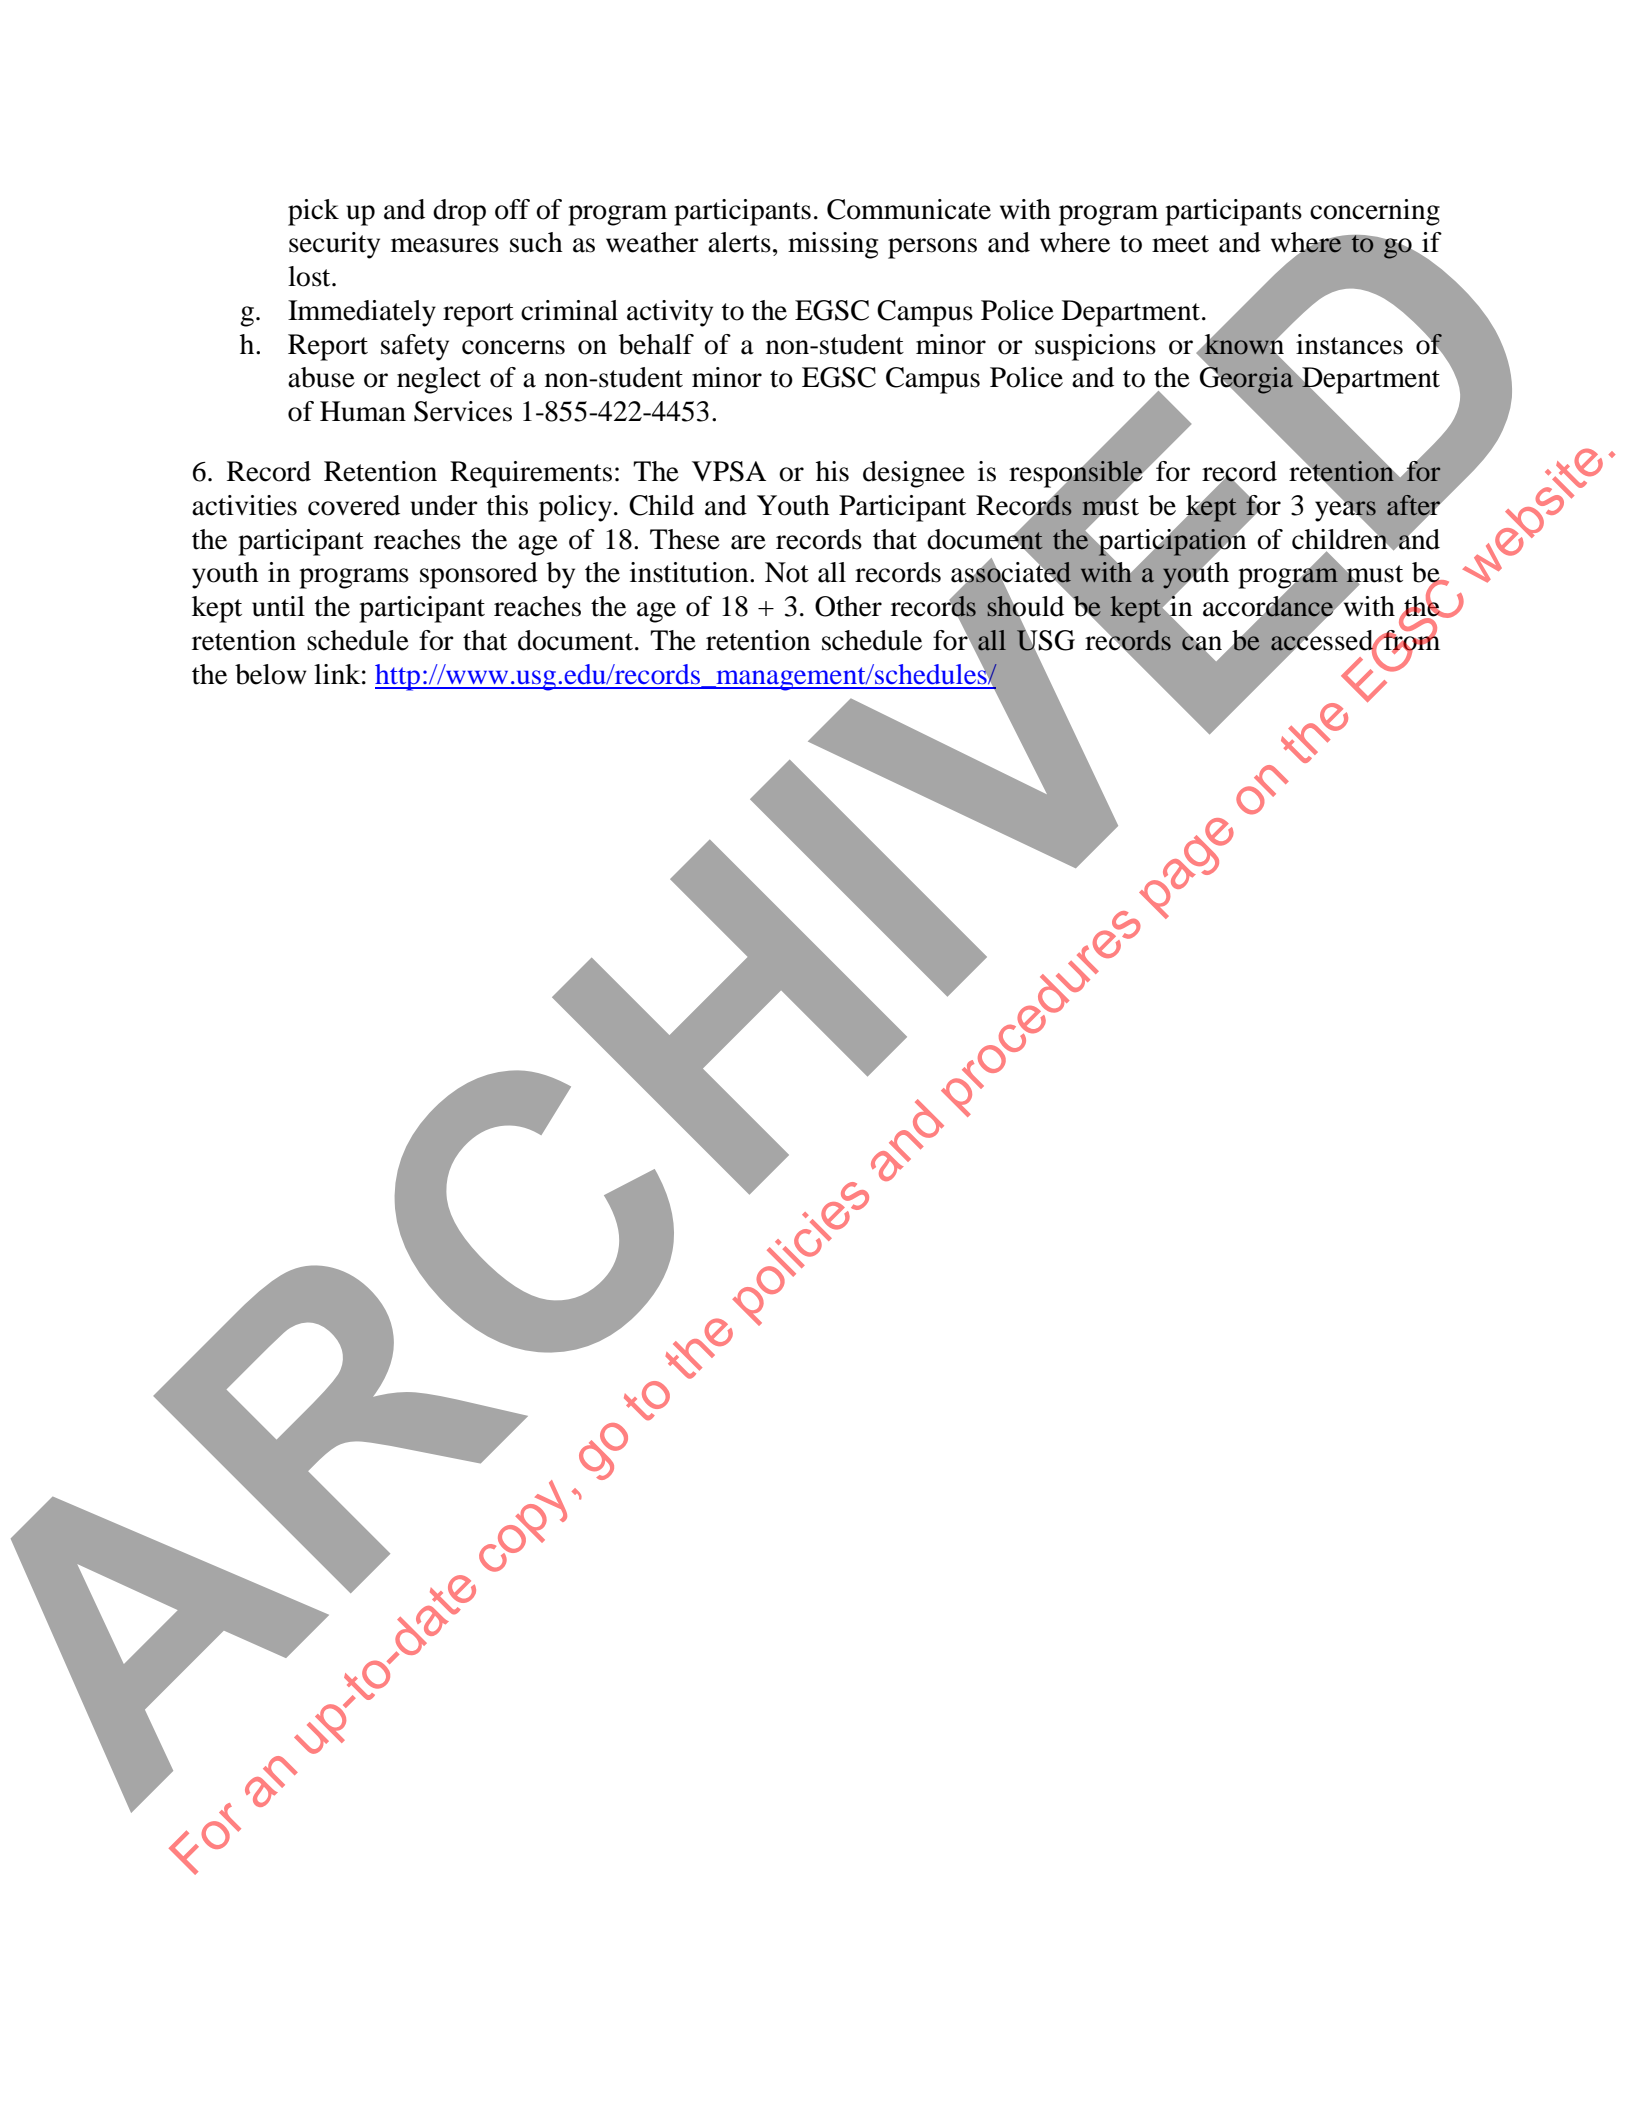 pick up and drop off of program participants. Communicate with program participants concerning
security measures such as weather alerts, missing persons and where to meet and where to go if
lost.
g. Immediately report criminal activity to the EGSC Campus Police Department.
h. Report safety concerns on behalf of a non-student minor or suspicions or known instances of
abuse or neglect of a non-student minor to EGSC Campus Police and to the Georgia Department
of Human Services 1-855-422-4453.
6. Record Retention Requirements: The VPSA or his designee is responsible for record retention for
activities covered under this policy. Child and Youth Participant Records must be kept for 3 years after
the participant reaches the age of 18. These are records that document the participation of children and
youth in programs sponsored by the institution. Not all records associated with a youth program must be
kept until the participant reaches the age of 18 + 3. Other records should be kept in accordance with the
retention schedule for that document. The retention schedule for all USG records can be accessed from
the below link: http://www.usg.edu/records_management/schedules/
ARCHIVED
For an up-to-date copy, go to the policies and procedures page on the EGSC website.